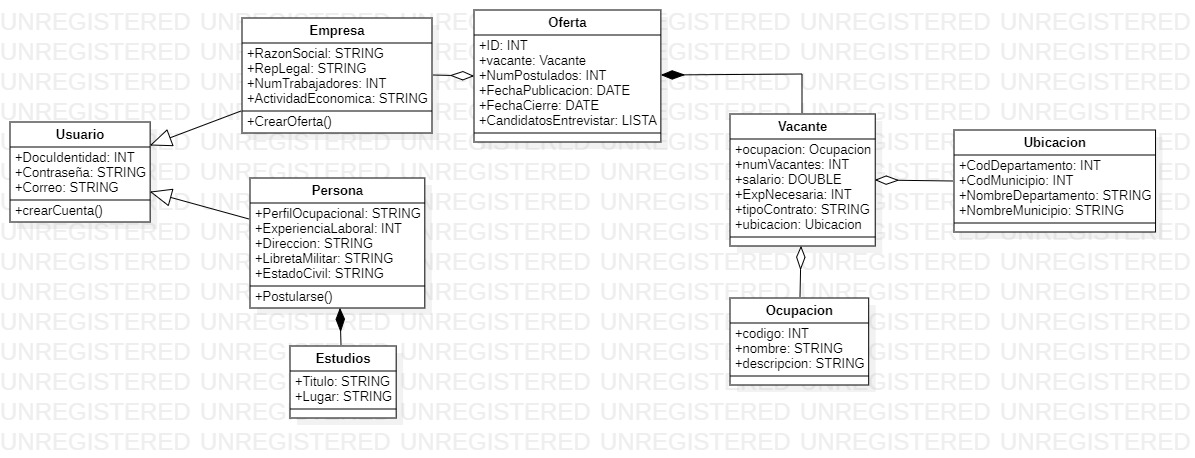 Empresa
+RazonSocial: STRING
+RepLegal: STRING
+NumTrabajadores: INT
+ActividadEconomica: STRING
+CrearOferta()
Oferta
+ID: INT
+vacante: Vacante
+NumPostulados: INT
+FechaPublicacion: DATE
+FechaCierre: DATE
+CandidatosEntrevistar: LISTA
Usuario
+DocuIdentidad: INT
+Contraseña: STRING
+Correo: STRING
+crearCuenta()
Persona
+PerfilOcupacional: STRING
+ExperienciaLaboral: INT
+Direccion: STRING
+LibretaMilitar: STRING
+EstadoCivil: STRING
+Postularse()
Estudios
+Titulo: STRING
+Lugar: STRING
Vacante
+ocupacion: Ocupacion
+numVacantes: INT
+salario: DOUBLE
+ExpNecesaria: INT
+tipoContrato: STRING
+ubicacion: Ubicacion
Ubicacion
+CodDepartamento: INT
+CodMunicipio: INT
+NombreDepartamento: STRING
+NombreMunicipio: STRING
Ocupacion
+codigo: INT
+nombre: STRING
+descripcion: STRING
UNREGISTERED